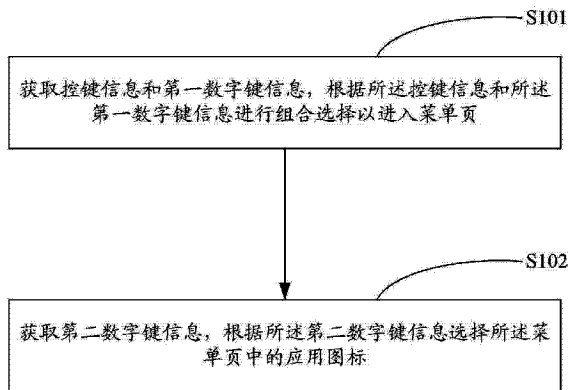 S101
获取控键信息和第一数字键信息，根据所述控键信息和所述
第一数字键信息进行组合选择以进入菜单页
S102
获取第二数字键信息，根据所述第二数字键信息选择所述菜
单页中的应用图标